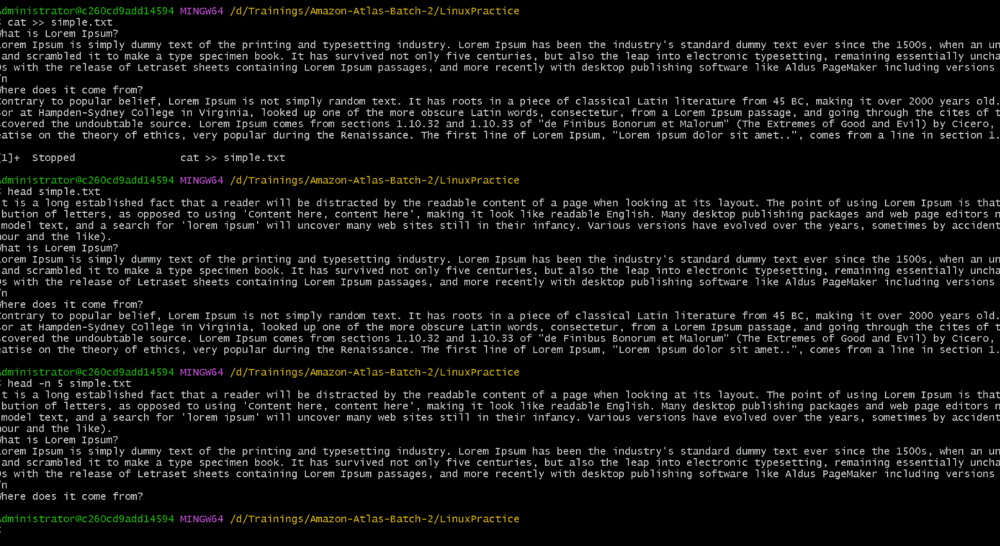 Administrator@c260cd9add14594 MINGW64 /d/Trainings/Amazon-Atlas-Batch-2/LinuxPractice
$ cat >> simple.txt
What is Lorem Ipsum?
Lorem Ipsum is simply dummy text of the printing and typesetting industry. Lorem Ipsum has been the industry's standard dummy text ever since the 1500s, when an un
and scrambled it to make a type specimen book. It has survived not only five centuries, but also the leap into electronic typesetting, remaining essentially uncha
0s with the release of Letraset sheets containing Lorem Ipsum passages, and more recently with desktop publishing software like Aldus PageMaker including versions
/n
Where does it come from?
Contrary to popular belief, Lorem Ipsum is not simply random text. It has roots in a piece of classical Latin literature from 45 BC, making it over 2000 years old.
sor at Hampden-Sydney College in Virginia, looked up one of the more obscure Latin words, consectetur, from a Lorem Ipsum passage, and going through the cites of t
scovered the undoubtable source. Lorem Ipsum comes from sections 1.10.32 and 1.10.33 of "de Finibus Bonorum et Malorum" (The Extremes of Good and Evil) by Cicero,
eatise on the theory of ethics, very popular during the Renaissance. The first line of Lorem Ipsum, "Lorem ipsum dolor sit amet..", comes from a line in section 1.
[1]+  Stopped                 cat >> simple.txt
Administrator@c260cd9add14594 MINGW64 /d/Trainings/Amazon-Atlas-Batch-2/LinuxPractice
$ head simple.txt
It is a long established fact that a reader will be distracted by the readable content of a page when looking at its layout. The point of using Lorem Ipsum is that
ibution of letters, as opposed to using 'Content here, content here', making it look like readable English. Many desktop publishing packages and web page editors n
model text, and a search for 'lorem ipsum' will uncover many web sites still in their infancy. Various versions have evolved over the years, sometimes by accident
mour and the like).
What is Lorem Ipsum?
Lorem Ipsum is simply dummy text of the printing and typesetting industry. Lorem Ipsum has been the industry's standard dummy text ever since the 1500s, when an un
and scrambled it to make a type specimen book. It has survived not only five centuries, but also the leap into electronic typesetting, remaining essentially uncha
0s with the release of Letraset sheets containing Lorem Ipsum passages, and more recently with desktop publishing software like Aldus PageMaker including versions
/n
Where does it come from?
Contrary to popular belief, Lorem Ipsum is not simply random text. It has roots in a piece of classical Latin literature from 45 BC, making it over 2000 years old.
sor at Hampden-Sydney College in Virginia, looked up one of the more obscure Latin words, consectetur, from a Lorem Ipsum passage, and going through the cites of t
scovered the undoubtable source. Lorem Ipsum comes from sections 1.10.32 and 1.10.33 of "de Finibus Bonorum et Malorum" (The Extremes of Good and Evil) by Cicero,
eatise on the theory of ethics, very popular during the Renaissance. The first line of Lorem Ipsum, "Lorem ipsum dolor sit amet..", comes from a line in section 1.
Administrator@c260cd9add14594 MINGW64 /d/Trainings/Amazon-Atlas-Batch-2/LinuxPractice
$ head -n 5 simple.txt
It is a long established fact that a reader will be distracted by the readable content of a page when looking at its layout. The point of using Lorem Ipsum is that
ibution of letters, as opposed to using 'Content here, content here', making it look like readable English. Many desktop publishing packages and web page editors n
model text, and a search for 'lorem ipsum' will uncover many web sites still in their infancy. Various versions have evolved over the years, sometimes by accident
mour and the like).
What is Lorem Ipsum?
Lorem Ipsum is simply dummy text of the printing and typesetting industry. Lorem Ipsum has been the industry's standard dummy text ever since the 1500s, when an un
and scrambled it to make a type specimen book. It has survived not only five centuries, but also the leap into electronic typesetting, remaining essentially uncha
0s with the release of Letraset sheets containing Lorem Ipsum passages, and more recently with desktop publishing software like Aldus PageMaker including versions
/n
Where does it come from?
Administrator@c260cd9add14594 MINGW64 /d/Trainings/Amazon-Atlas-Batch-2/LinuxPractice
$